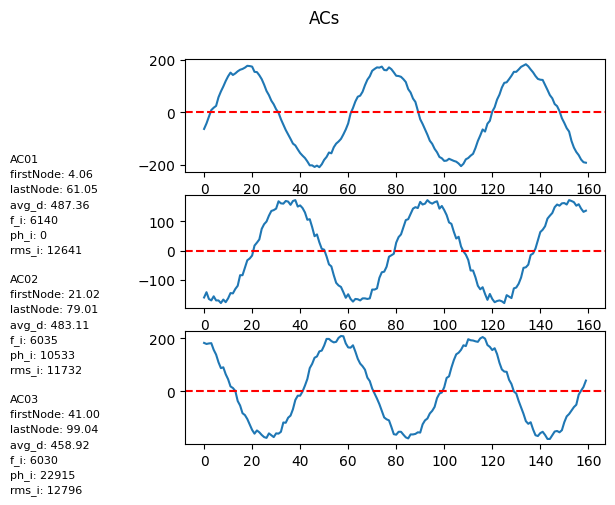 ACs
AC01
firstNode: 4.06
lastNode: 61.05
avg_d: 487.36
f_i: 6140
ph_i: 0
rms_i: 12641
AC02
firstNode: 21.02
lastNode: 79.01
avg_d: 483.11
f_i: 6035
ph_i: 10533
rms_i: 11732
AC03
firstNode: 41.00
lastNode: 99.04
avg_d: 458.92
f_i: 6030
ph_i: 22915
rms_i: 12796
200
0
−200
0 20 40 60 80 100 120 140 160
100
0
−100
0 20 40 60 80 100 120 140 160
200
0
0 20 40 60 80 100 120 140 160